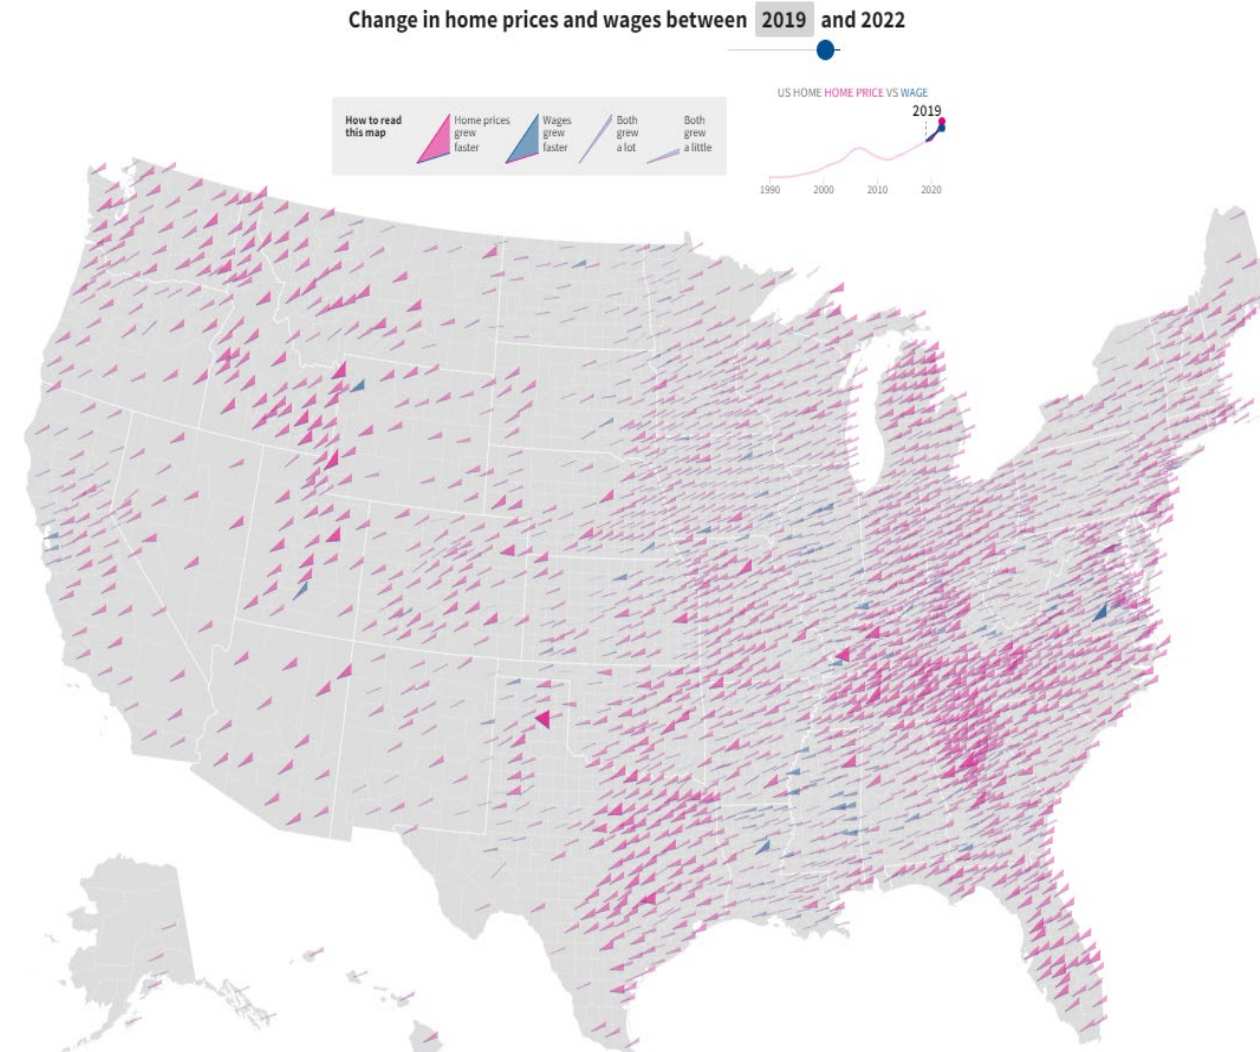 Change in home prices and wages between 2019 and 2022
US HOME HOME PRICE VS WAGE
2019
How to read
this map
Home prices
grew
faster
Wages
grew
faster
Both
grew
a lot
Both
grew
a little
1990 2000 2010 2020